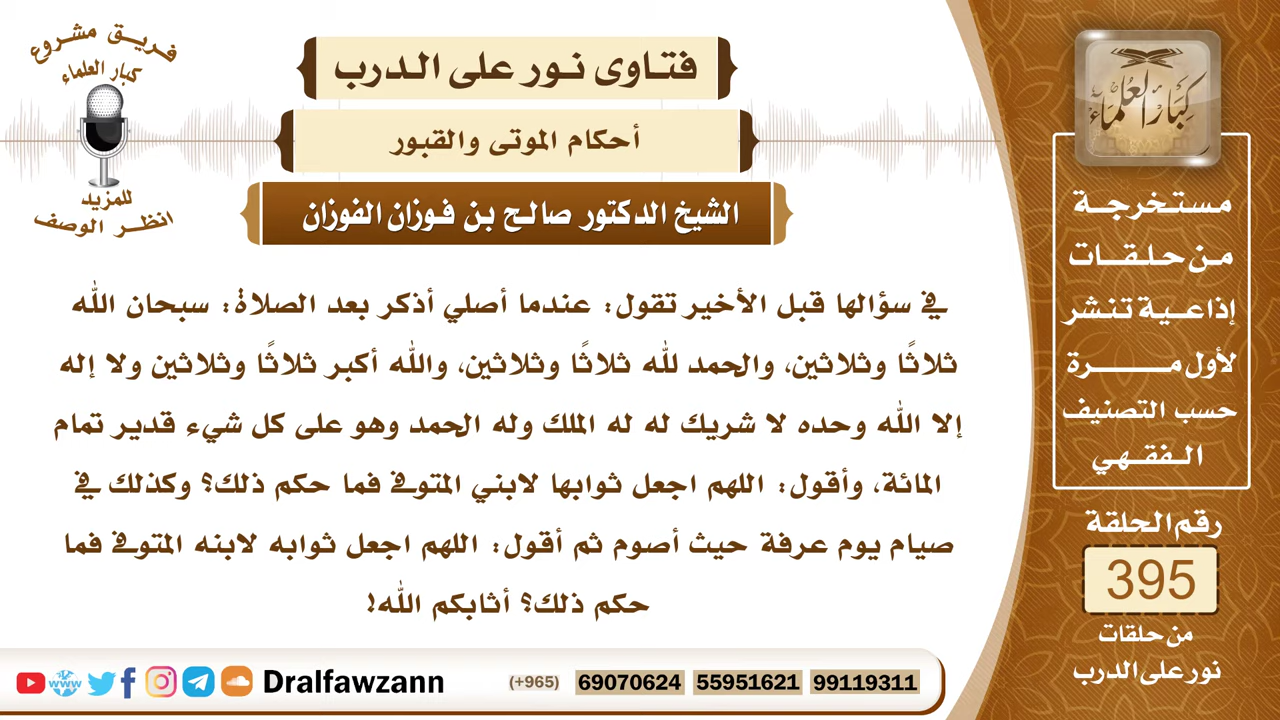 فريق مشروع
كبار العلماء
للمزيد
انظر الوصف
فتاوى نور على الدرب
أحكام الموتى والقبور
الشيخ الدكتور صالح بن فوزان الفوزان
في سؤالها قبل الأخير تقول: عندما أصلي أذكر بعد الصلاة: سبحان الله
ثلاثًا وثلاثين، والحمد لله ثلاثًا وثلاثين، والله أكبر ثلاثًا وثلاثين ولا إله
إلا الله وحده لا شريك له له الملك وله الحمد وهو على كل شيء قدير تمام
المائة، وأقول: اللهم اجعل ثوابها لابني المتوفى فما حكم ذلك؟ وكذلك في
صيام يوم عرفة حيث أصوم ثم أقول: اللهم اجعل ثوابه لابنه المتوفى فما
حكم ذلك؟ أثابكم الله!
كبار العلماء
مستخرجة
من حلقات
إذاعية تنشر
لأول مرة
حسب التصنيف
الفقهي
رقم الحلقة
395
من حلقات
نور على الدرب
Dralfawzann (+965) 69070624 55951621 99119311